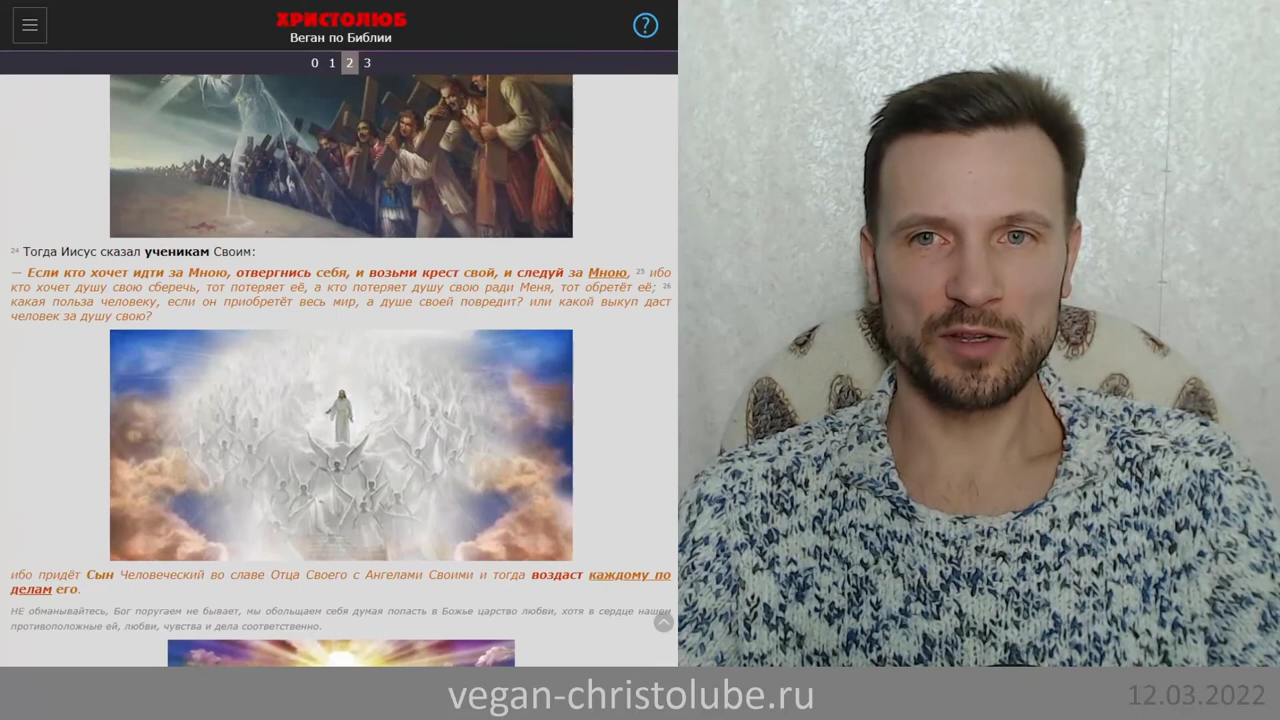 ХРИСТОЛЮБ
Веган по Библии
?
0 1 2 3
24 Тогда Иисус сказал ученикам Своим:
— Если кто хочет идти за Мною, отвергнись себя, и возьми крест свой, и следуй за Мною, 25 ибо
кто хочет душу свою сберечь, тот потеряет её, а кто потеряет душу свою ради Меня, тот обретёт её; 26
какая польза человеку, если он приобретёт весь мир, а душе своей повредит? или какой выкуп даст
человек за душу свою?
ибо придёт Сын Человеческий во славе Отца Своего с Ангелами Своими и тогда воздаст каждому по
делам его.
НЕ обманывайтесь, Бог поругаем не бывает, мы обольщаем себя думая попасть в Божье царство любви, хотя в сердце нашем
противоположные ей, любви, чувства и дела соответственно.
vegan-christolube.ru
12.03.2022